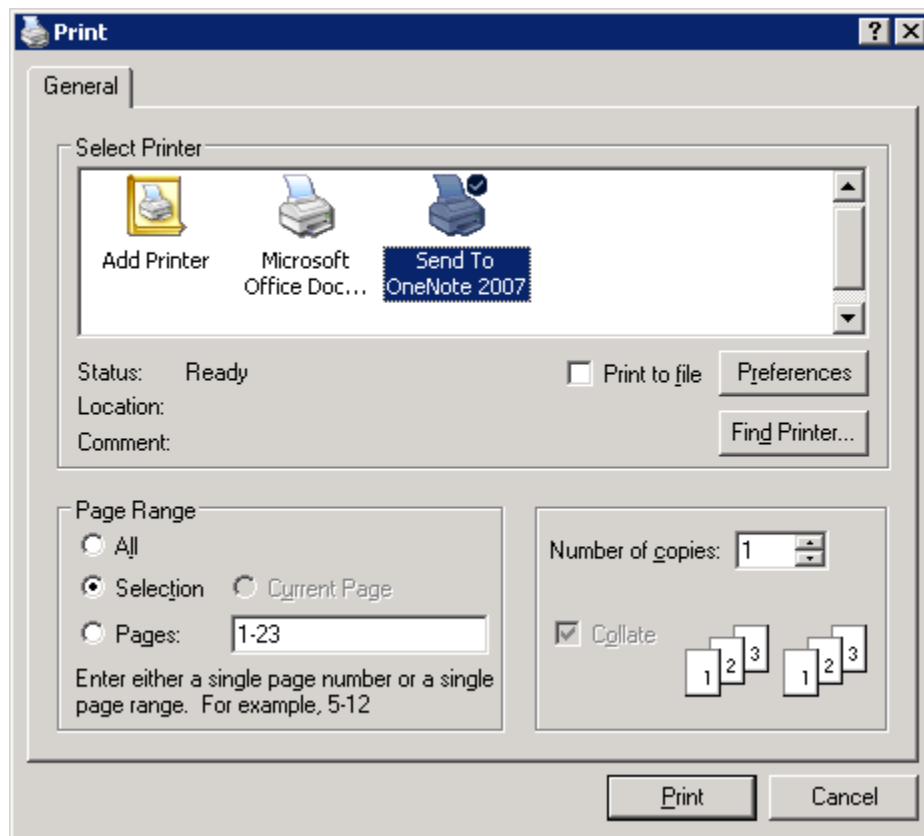 Print
General
Select Printer
Add Printer
Microsoft
Office Doc...
Send To
OneNote 2007
Status: Ready
Print to file
Preferences
Location:
Comment:
Find Printer...
Page Range
All
Selection
Current Page
Pages: 1-23
Enter either a single page number or a single
page range. For example, 5-12
Number of copies: 1
Collate
1 2 3 1 2 3
Print
Cancel